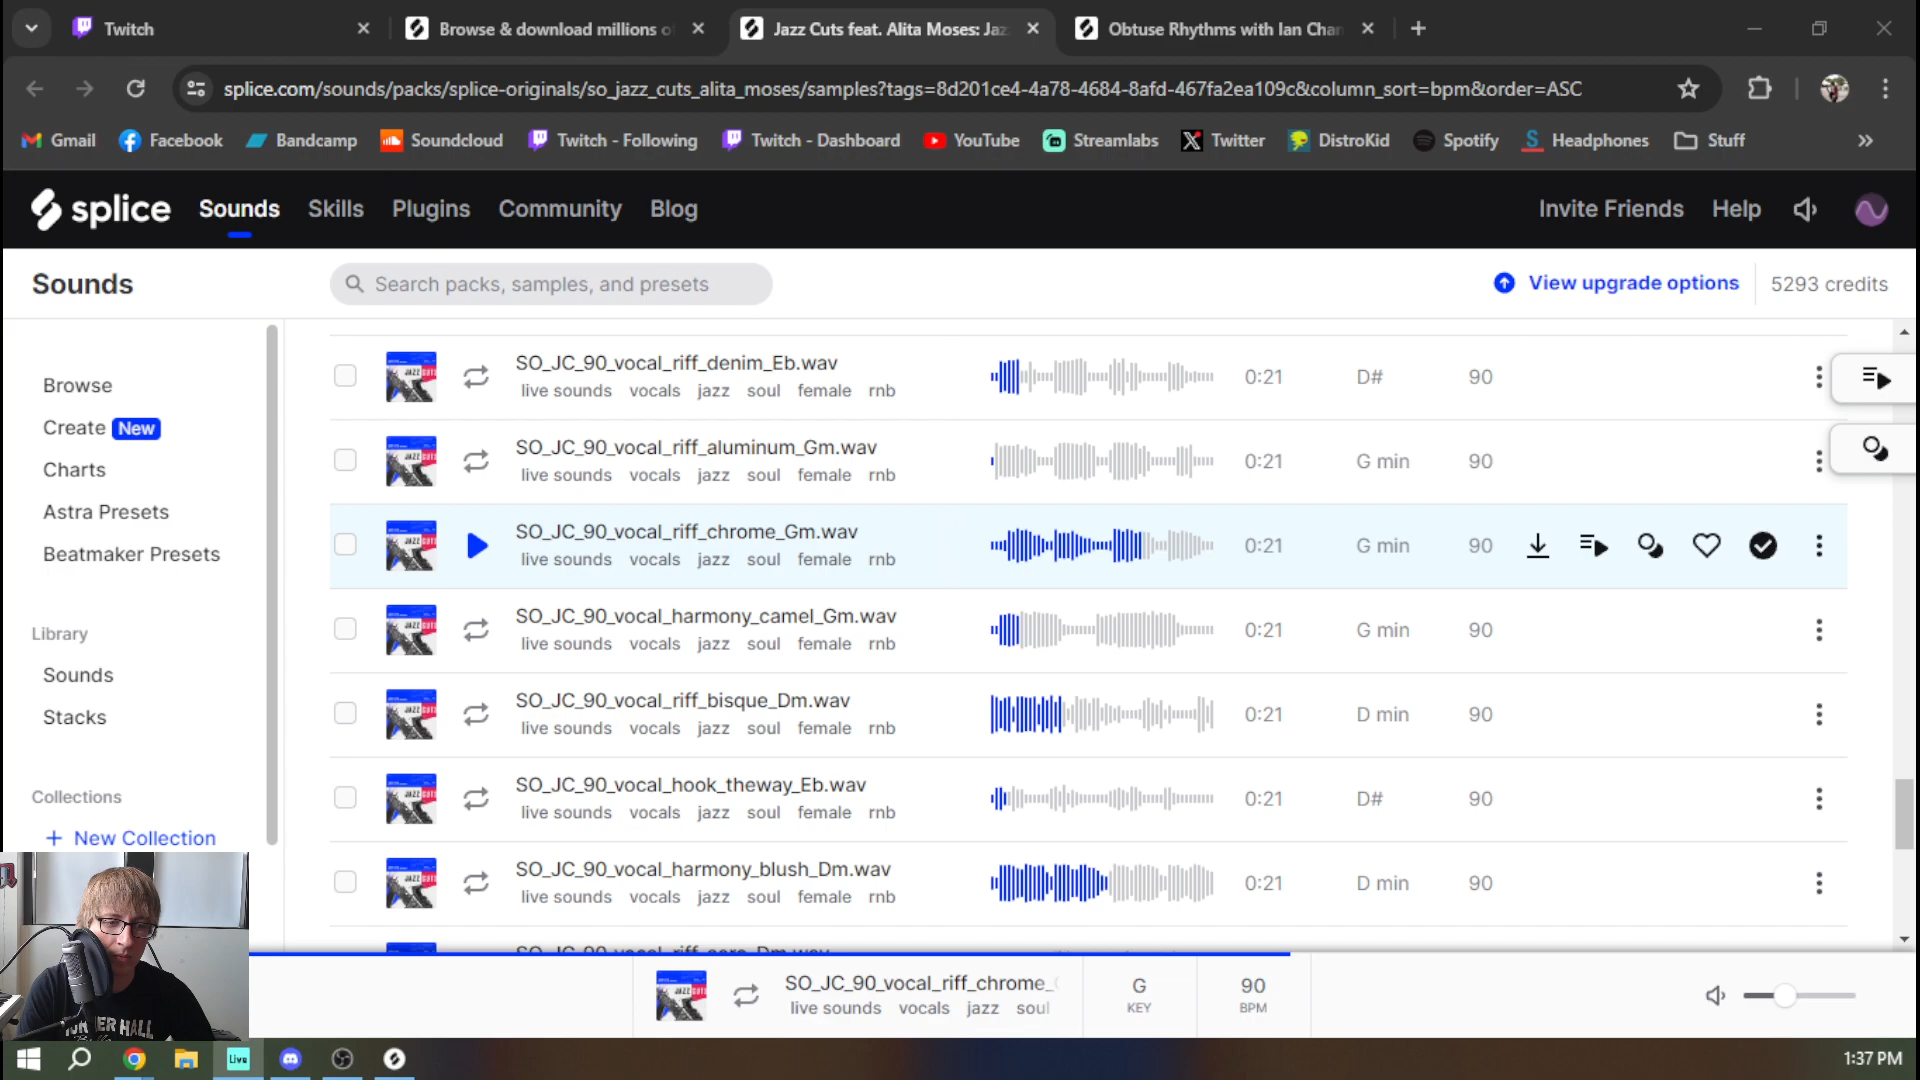 Twitch
Browse & download millions o
Jazz Cuts feat. Alita Moses: Jaz
Obtuse Rhythms with Ian Chan
splice.com/sounds/packs/splice-originals/so_jazz_cuts_alita_moses/samples?tags=8d201ce4-4a78-4684-8afd-467fa2ea109c&column_sort=bpm&order=ASC
Gmail Facebook Bandcamp Soundcloud Twitch - Following Twitch - Dashboard YouTube Streamlabs Twitter DistroKid Spotify Headphones Stuff
splice Sounds Skills Plugins Community Blog Invite Friends Help
Sounds Search packs, samples, and presets View upgrade options 5293 credits
Browse
Create New
Charts
Astra Presets
Beatmaker Presets
Library
Sounds
Stacks
Collections
+ New Collection
SO_JC_90_vocal_riff_denim_Eb.wav
live sounds vocals jazz soul female rnb
0:21 D# 90
SO_JC_90_vocal_riff_aluminum_Gm.wav
live sounds vocals jazz soul female rnb
0:21 G min 90
SO_JC_90_vocal_riff_chrome_Gm.wav
live sounds vocals jazz soul female rnb
0:21 G min 90
SO_JC_90_vocal_harmony_camel_Gm.wav
live sounds vocals jazz soul female rnb
0:21 G min 90
SO_JC_90_vocal_riff_bisque_Dm.wav
live sounds vocals jazz soul female rnb
0:21 D min 90
SO_JC_90_vocal_hook_theway_Eb.wav
live sounds vocals jazz soul female rnb
0:21 D# 90
SO_JC_90_vocal_harmony_blush_Dm.wav
live sounds vocals jazz soul female rnb
0:21 D min 90
SO_JC_90_vocal_riff_chrome_
live sounds vocals jazz soul
G
KEY
90
BPM
Live
1:37 PM